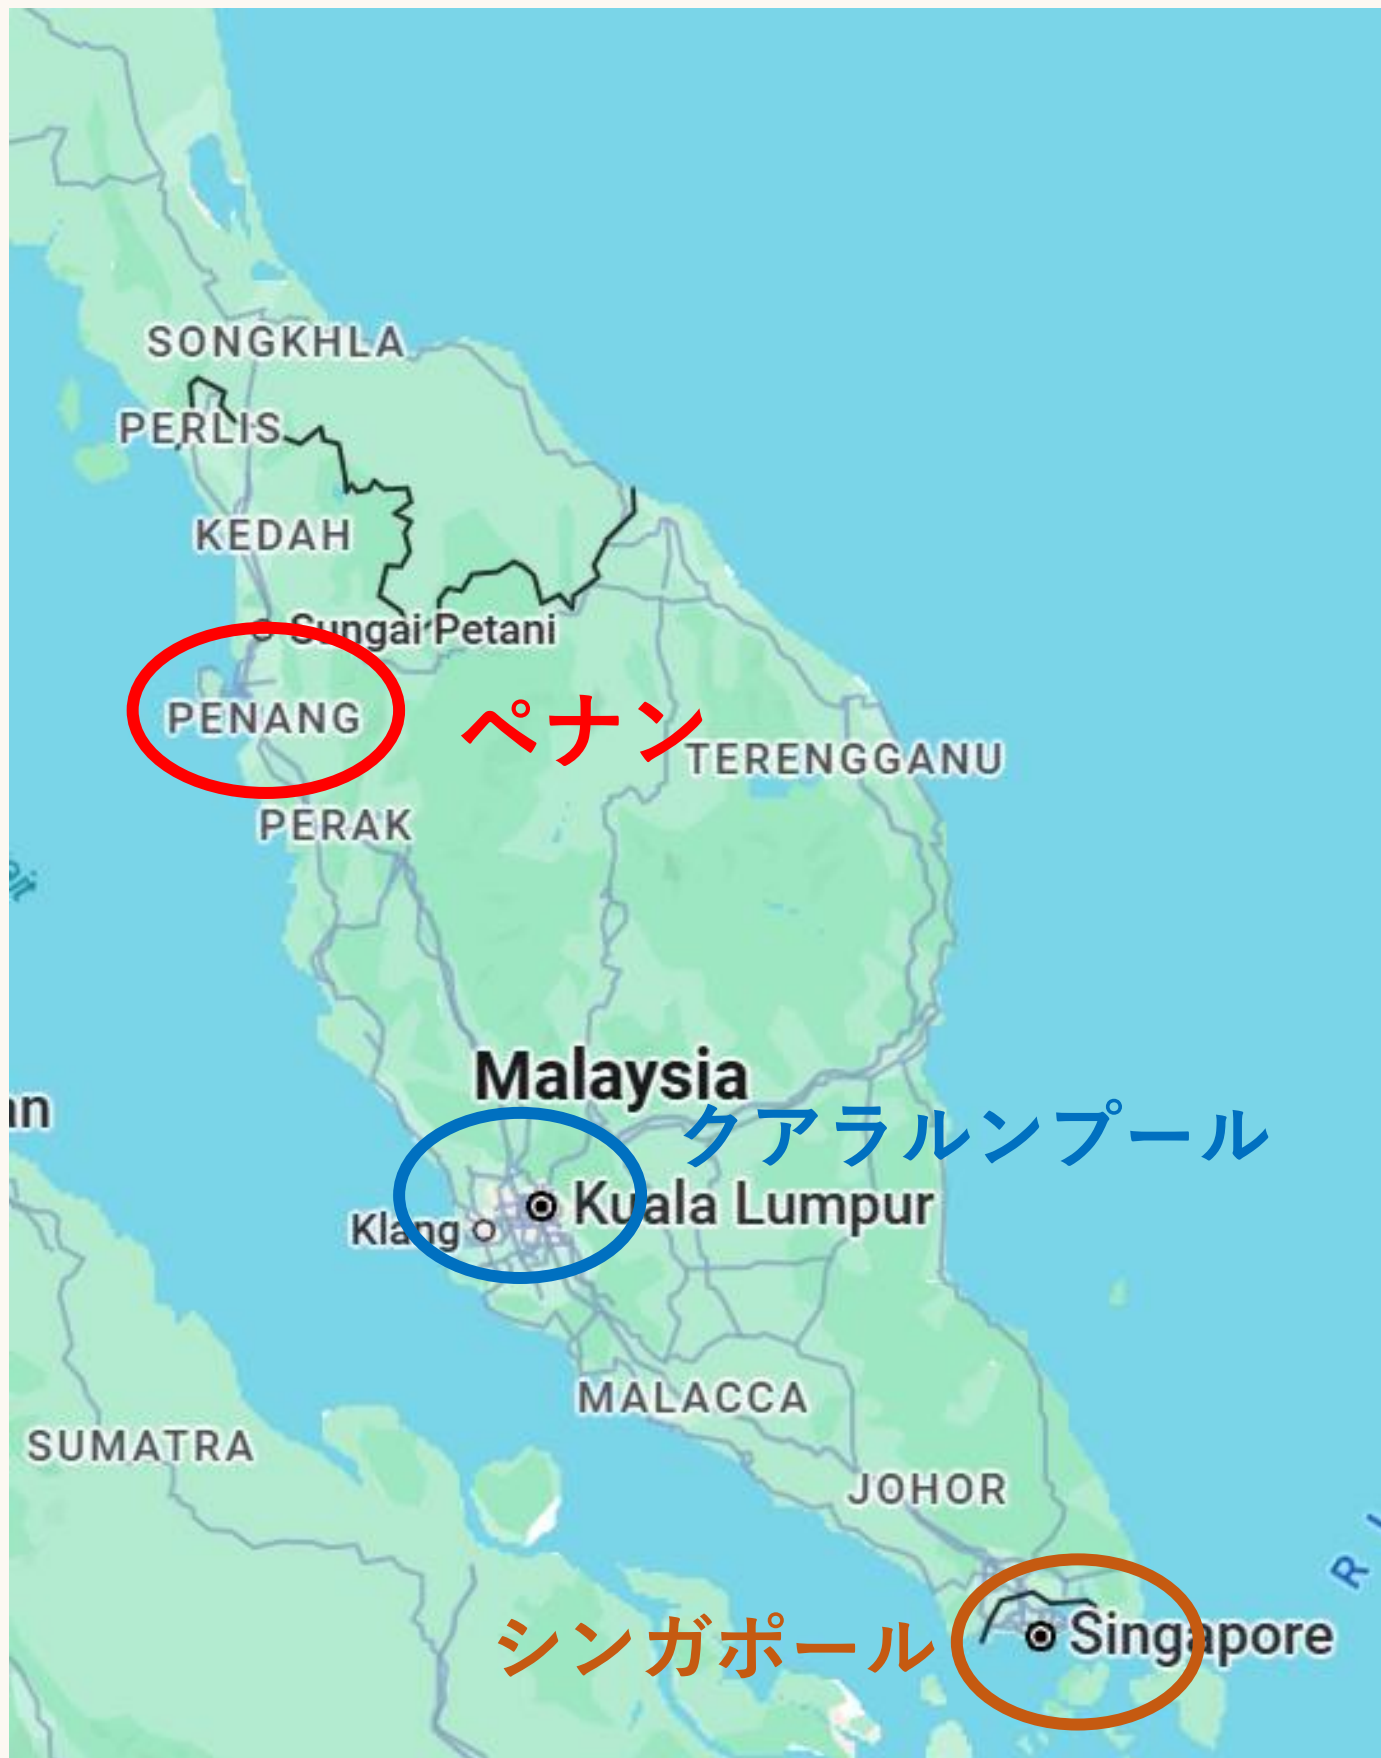 SONGKHLA
PERLIS
KEDAH
Sungai Petani
PENANG
ペナン
TERENGGANU
PERAK
Malaysia
クアラルンプール
Kuala Lumpur
Klang
MALACCA
SUMATRA
JOHOR
シンガポール
Singapore